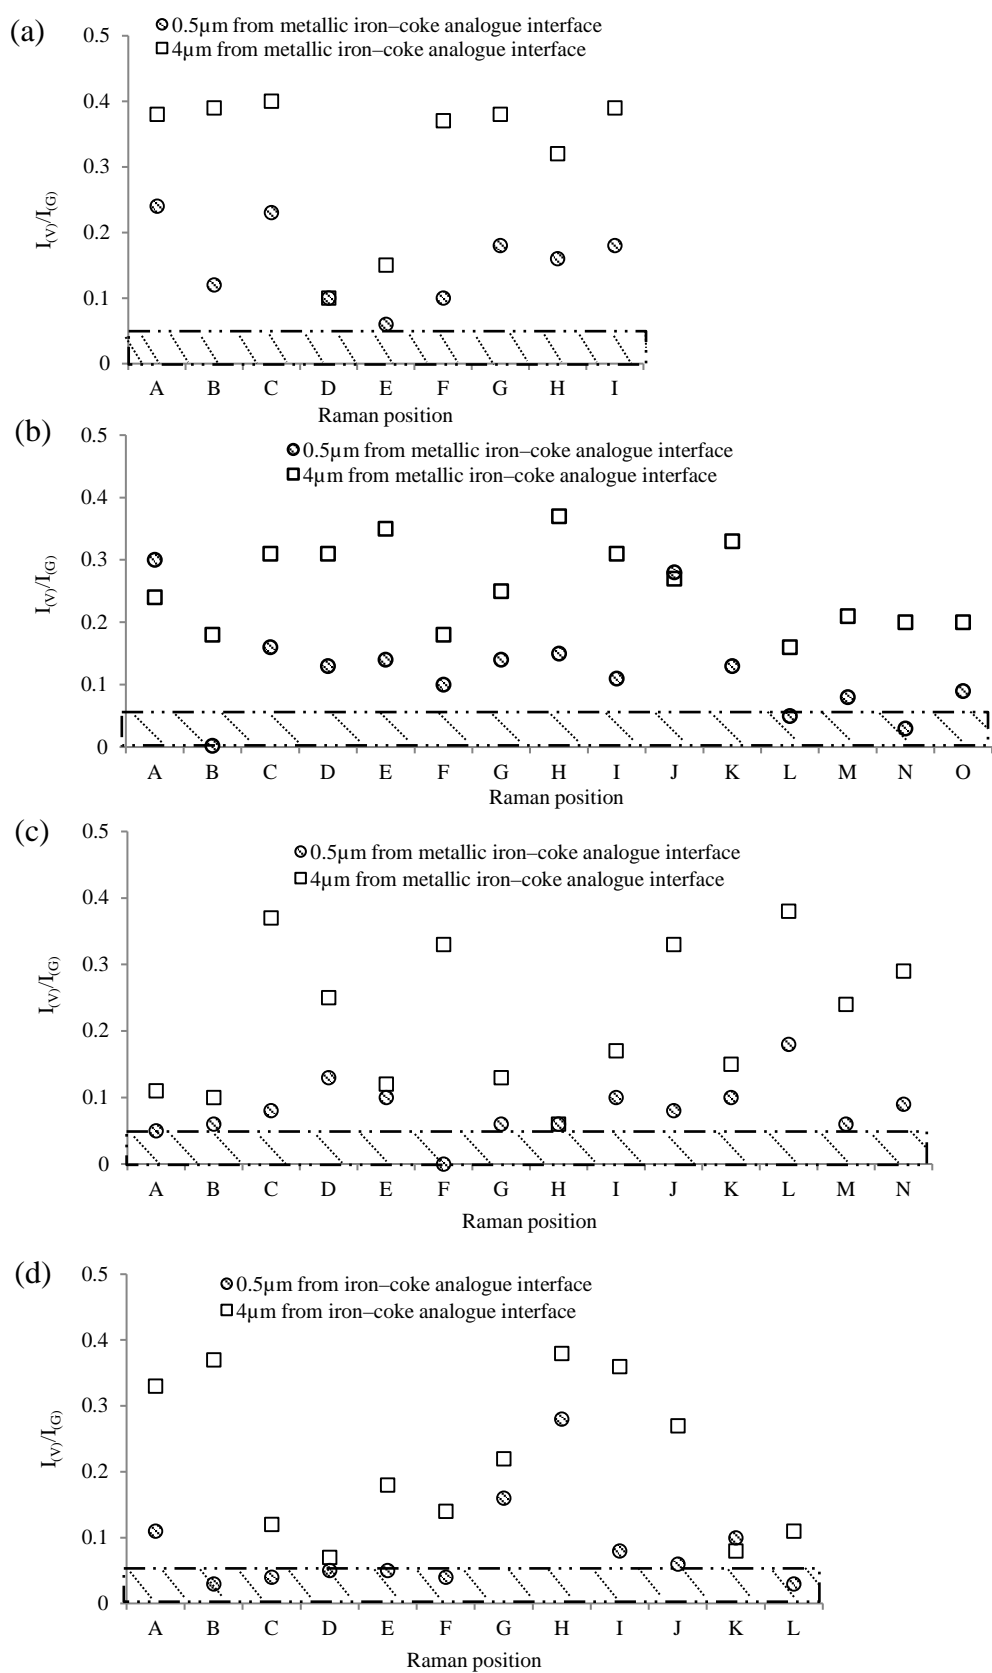 (a)
0.5µm from metallic iron–coke analogue interface
4µm from metallic iron–coke analogue interface
0.5
0.4
0.3
0.2
0.1
0
I(V)/I(G)
A B C D E F G H I
Raman position
(b)
0.5µm from metallic iron–coke analogue interface
4µm from metallic iron–coke analogue interface
0.5
0.4
0.3
0.2
0.1
0
I(V)/I(G)
A B C D E F G H I J K L M N O
Raman position
(c)
0.5µm from metallic iron–coke analogue interface
4µm from metallic iron–coke analogue interface
0.5
0.4
0.3
0.2
0.1
0
I(V)/I(G)
A B C D E F G H I J K L M N
Raman position
(d)
0.5µm from iron–coke analogue interface
4µm from iron–coke analogue interface
0.5
0.4
0.3
0.2
0.1
0
I(V)/I(G)
A B C D E F G H I J K L
Raman position